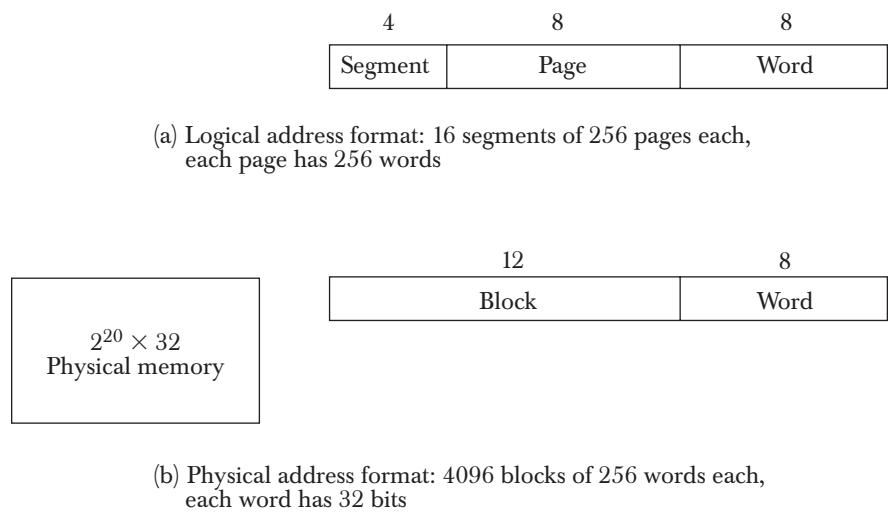 4 8 8
Segment Page Word
(a) Logical address format: 16 segments of 256 pages each,
each page has 256 words
12 8
Block Word
2²⁰ × 32
Physical memory
(b) Physical address format: 4096 blocks of 256 words each,
each word has 32 bits